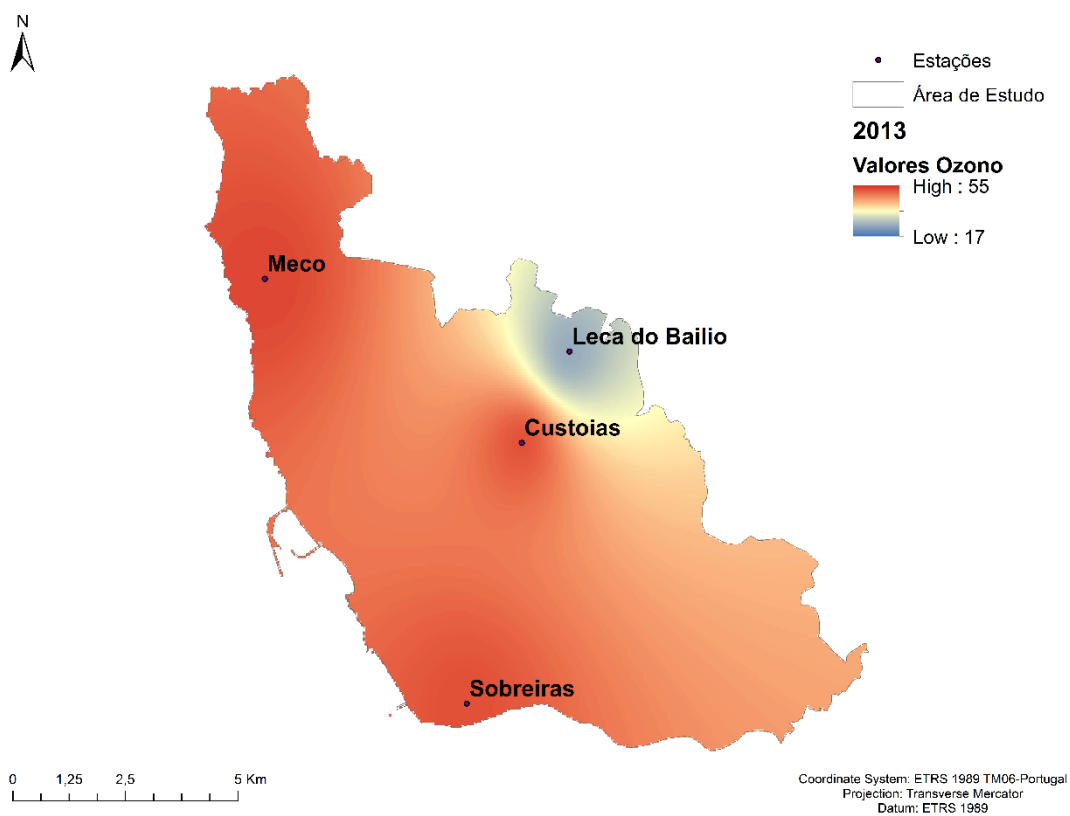 N
Estações
Área de Estudo
2013
Valores Ozono
High : 55
Low : 17
Meco
Leca do Bailio
Custoias
Sobreiras
0 1,25 2,5 5 Km
Coordinate System: ETRS 1989 TM06-Portugal
Projection: Transverse Mercator
Datum: ETRS 1989